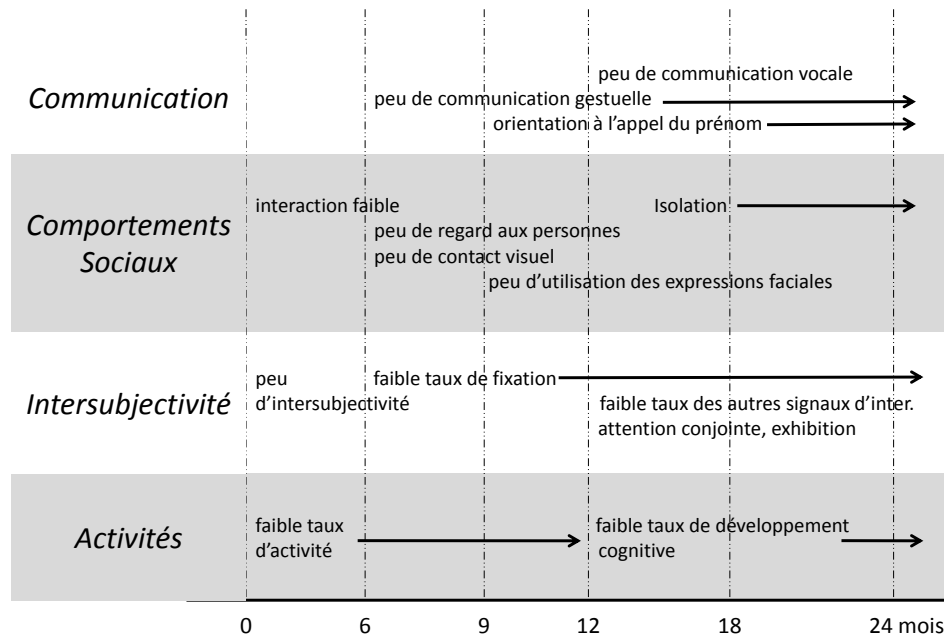 Communication
peu de communication vocale
peu de communication gestuelle
orientation à l'appel du prénom
Comportements
Sociaux
interaction faible
Isolation
peu de regard aux personnes
peu de contact visuel
peu d'utilisation des expressions faciales
Intersubjectivité
peu
d'intersubjectivité
faible taux de fixation
faible taux des autres signaux d'inter.
attention conjointe, exhibition
Activités
faible taux
d'activité
faible taux de développement
cognitive
0 6 9 12 18 24 mois